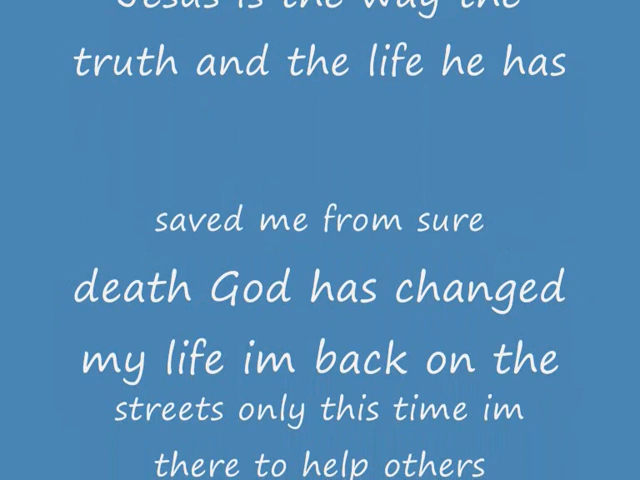 Jesus is the way the
truth and the life he has
saved me from sure
death God has changed
my life im back on the
streets only this time im
there to help others